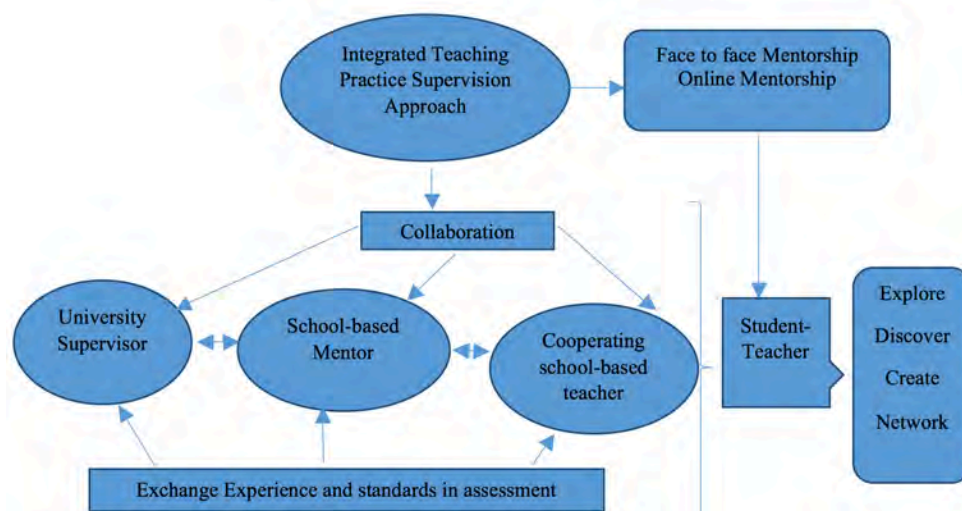 Integrated Teaching
Practice Supervision
Approach
Face to face Mentorship
Online Mentorship
Collaboration
University
Supervisor
School-based
Mentor
Cooperating
school-based
teacher
Student-
Teacher
Explore
Discover
Create
Network
Exchange Experience and standards in assessment